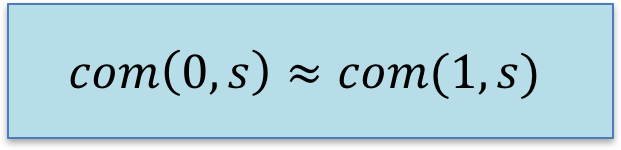 com(0, s) ≈ com(1, s)